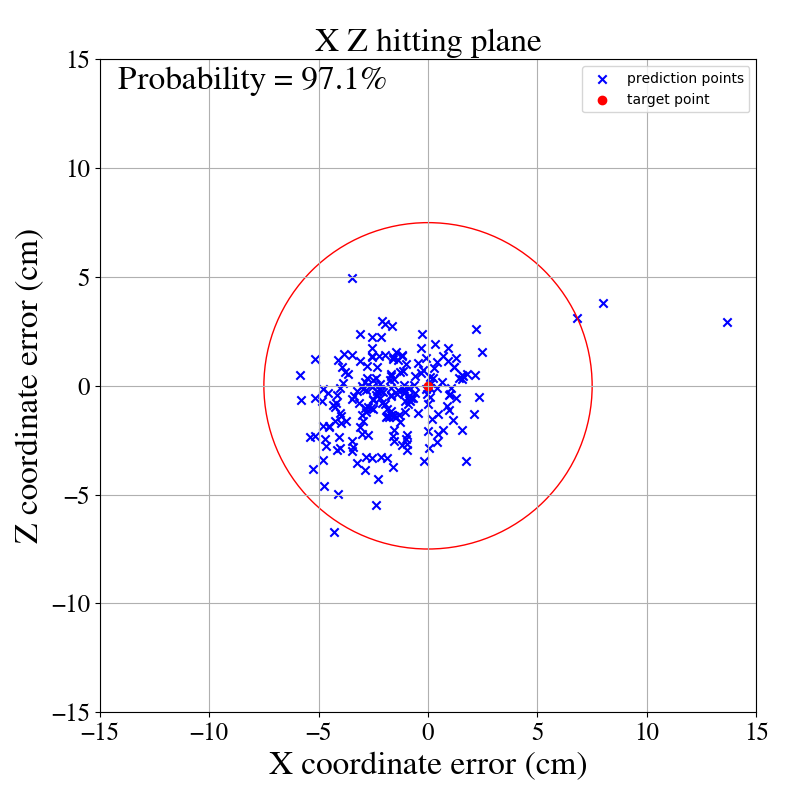 X Z hitting plane
Probability = 97.1%
prediction points
target point
15
10
5
0
−5
−10
−15
−15
−10
−5
0
5
10
15
Z coordinate error (cm)
X coordinate error (cm)